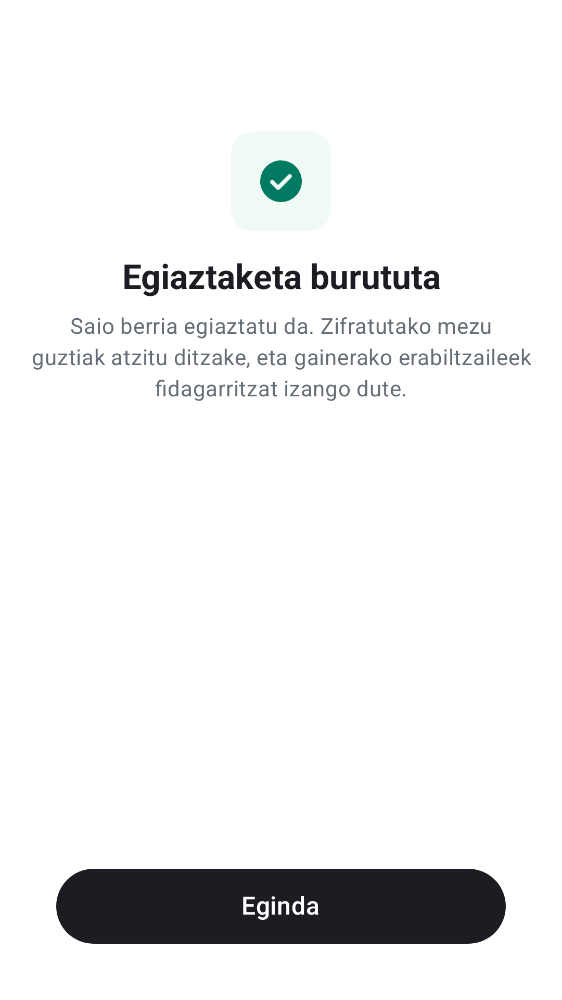 Egiaztaketa burututa
Saio berria egiaztatu da. Zifratutako mezu
guztiak atzitu ditzake, eta gainerako erabiltzaileek
fidagarritzat izango dute.
Eginda